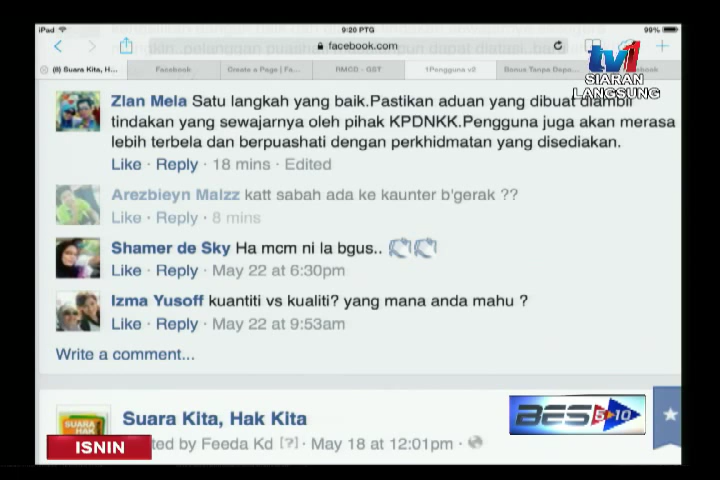 iPad
9:20 PTG
99%
facebook.com
(8) Suara Kita, H...
Facebook
Create a Page | Fa...
RMCD - GST
1Pengguna v2
Bonus Tanpa Depo...
tv1
SIARAN
LANGSUNG
Zlan Mela Satu langkah yang baik.Pastikan aduan yang dibuat diambil
tindakan yang sewajarnya oleh pihak KPDNKK.Pengguna juga akan merasa
lebih terbela dan berpuashati dengan perkhidmatan yang disediakan.
Like · Reply · 18 mins · Edited
Arezbieyn Malzz katt sabah ada ke kaunter b'gerak ??
Like · Reply · 8 mins
Shamer de Sky Ha mcm ni la bgus..
Like · Reply · May 22 at 6:30pm
Izma Yusoff kuantiti vs kualiti? yang mana anda mahu ?
Like · Reply · May 22 at 9:53am
Write a comment...
Suara Kita, Hak Kita
ted by Feeda Kd [?] · May 18 at 12:01pm ·
SUARA
HAK
BES 5:10
ISNIN